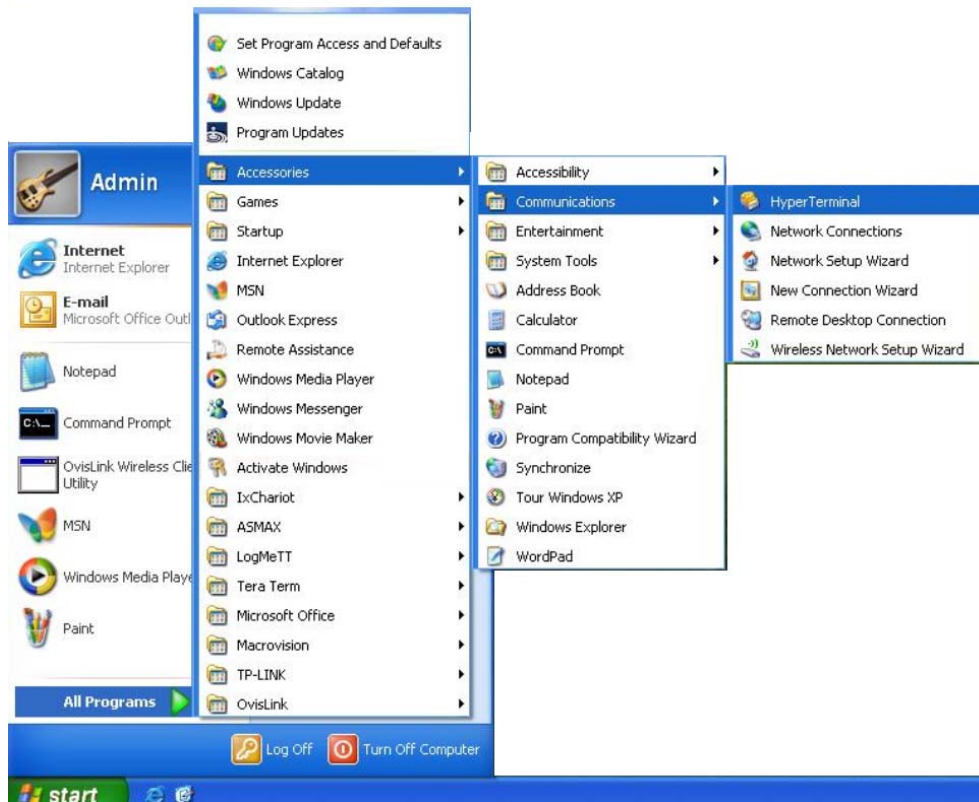 Set Program Access and Defaults
Windows Catalog
Windows Update
Program Updates
Accessories
Games
Startup
Internet Explorer
MSN
Outlook Express
Remote Assistance
Windows Media Player
Windows Messenger
Windows Movie Maker
Activate Windows
IxChariot
ASMAX
LogMeTT
Tera Term
Microsoft Office
Macrovision
TP-LINK
OvisLink
Accessibility
Communications
Entertainment
System Tools
Address Book
Calculator
Command Prompt
Notepad
Paint
Program Compatibility Wizard
Synchronize
Tour Windows XP
Windows Explorer
WordPad
HyperTerminal
Network Connections
Network Setup Wizard
New Connection Wizard
Remote Desktop Connection
Wireless Network Setup Wizard
Admin
Internet
Internet Explorer
E-mail
Microsoft Office Outl
Notepad
C:\_
Command Prompt
OvisLink Wireless Clie
Utility
MSN
Windows Media Playe
Paint
All Programs
Log Off
Turn Off Computer
start